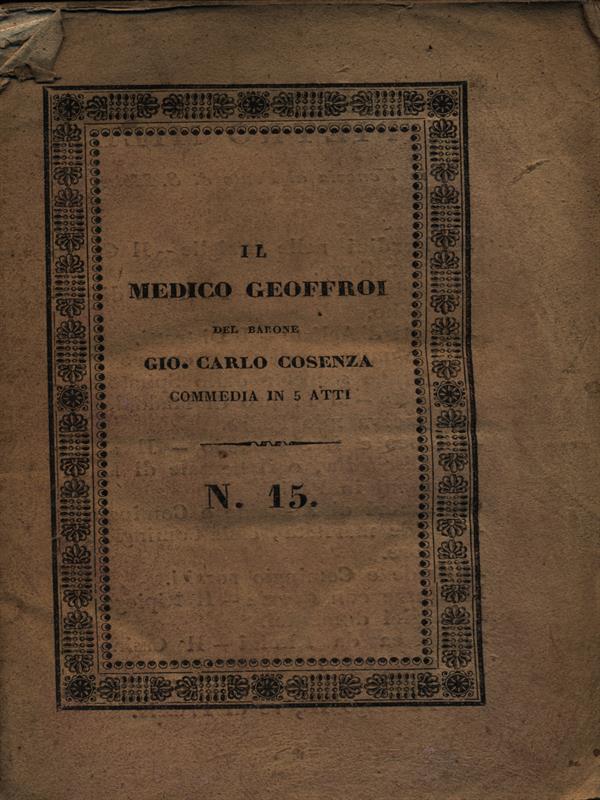 IL
MEDICO GEOFFROI
DEL BARONE
GIO. CARLO COSENZA
COMMEDIA IN 5 ATTI
N. 15.